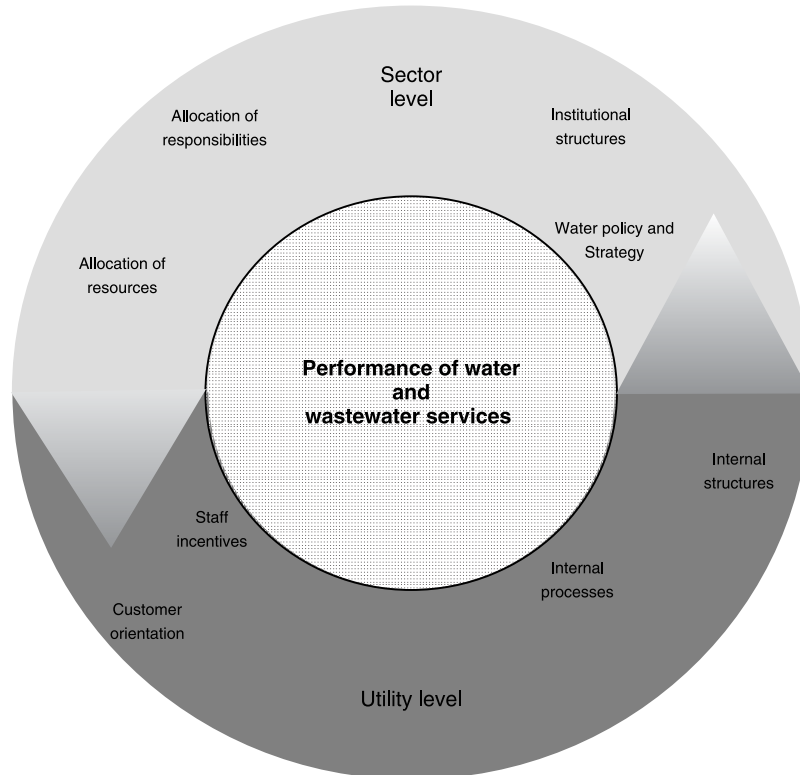 Sector
level
Allocation of
responsibilities
Institutional
structures
Water policy and
Strategy
Allocation of
resources
Performance of water
and
wastewater services
Internal
structures
Staff
incentives
Internal
processes
Customer
orientation
Utility level